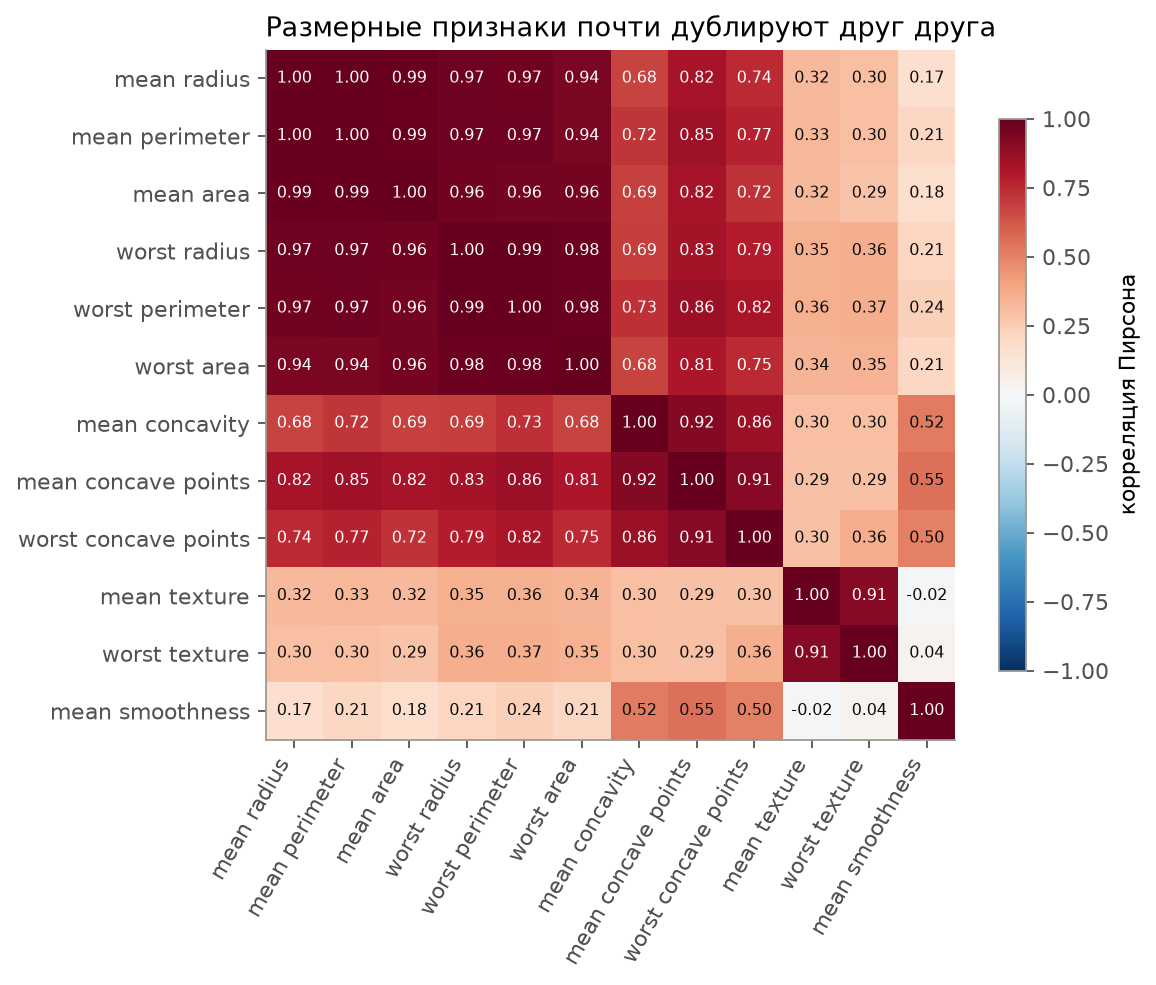 Размерные признаки почти дублируют друг друга
mean radius 1.00 1.00 0.99 0.97 0.97 0.94 0.68 0.82 0.74 0.32 0.30 0.17
mean perimeter 1.00 1.00 0.99 0.97 0.97 0.94 0.72 0.85 0.77 0.33 0.30 0.21
mean area 0.99 0.99 1.00 0.96 0.96 0.96 0.69 0.82 0.72 0.32 0.29 0.18
worst radius 0.97 0.97 0.96 1.00 0.99 0.98 0.69 0.83 0.79 0.35 0.36 0.21
worst perimeter 0.97 0.97 0.96 0.99 1.00 0.98 0.73 0.86 0.82 0.36 0.37 0.24
worst area 0.94 0.94 0.96 0.98 0.98 1.00 0.68 0.81 0.75 0.34 0.35 0.21
mean concavity 0.68 0.72 0.69 0.69 0.73 0.68 1.00 0.92 0.86 0.30 0.30 0.52
mean concave points 0.82 0.85 0.82 0.83 0.86 0.81 0.92 1.00 0.91 0.29 0.29 0.55
worst concave points 0.74 0.77 0.72 0.79 0.82 0.75 0.86 0.91 1.00 0.30 0.36 0.50
mean texture 0.32 0.33 0.32 0.35 0.36 0.34 0.30 0.29 0.30 1.00 0.91 -0.02
worst texture 0.30 0.30 0.29 0.36 0.37 0.35 0.30 0.29 0.36 0.91 1.00 0.04
mean smoothness 0.17 0.21 0.18 0.21 0.24 0.21 0.52 0.55 0.50 -0.02 0.04 1.00
mean radius
mean perimeter
mean area
worst radius
worst perimeter
worst area
mean concavity
mean concave points
worst concave points
mean texture
worst texture
mean smoothness
1.00
0.75
0.50
0.25
0.00
−0.25
−0.50
−0.75
−1.00
корреляция Пирсона